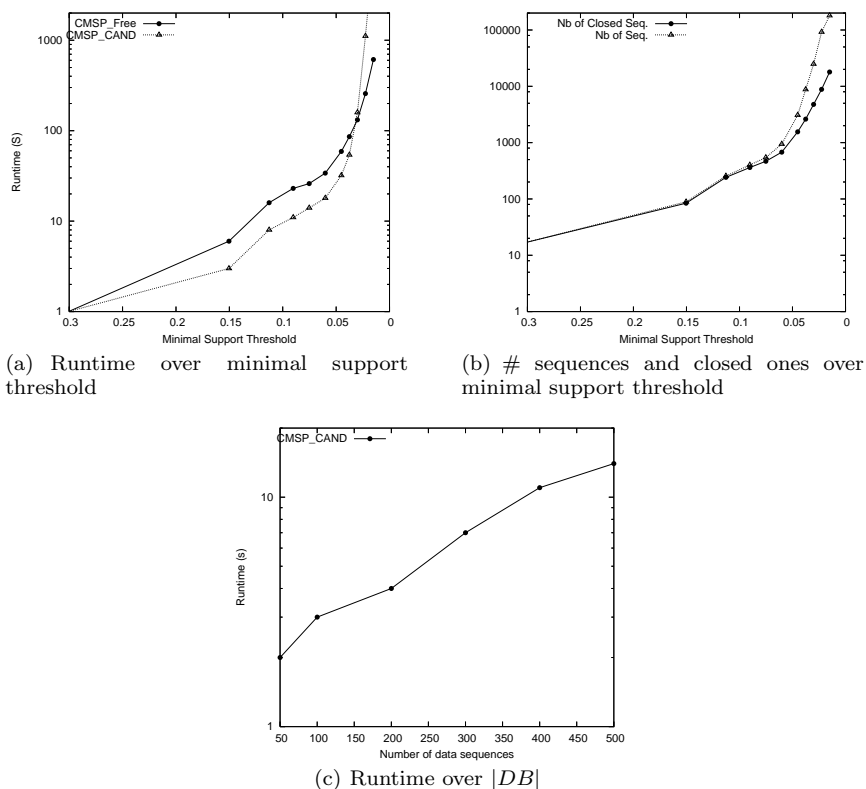 CMSP_Free
CMSP_CAND
1000
100
10
1
Runtime (S)
0.3 0.25 0.2 0.15 0.1 0.05 0
Minimal Support Threshold
(a) Runtime over minimal support
threshold
Nb of Closed Seq.
Nb of Seq.
100000
10000
1000
100
10
1
0.3 0.25 0.2 0.15 0.1 0.05 0
Minimal Support Threshold
(b) # sequences and closed ones over
minimal support threshold
CMSP_CAND
10
1
Runtime (s)
50 100 150 200 250 300 350 400 450 500
Number of data sequences
(c) Runtime over |DB|